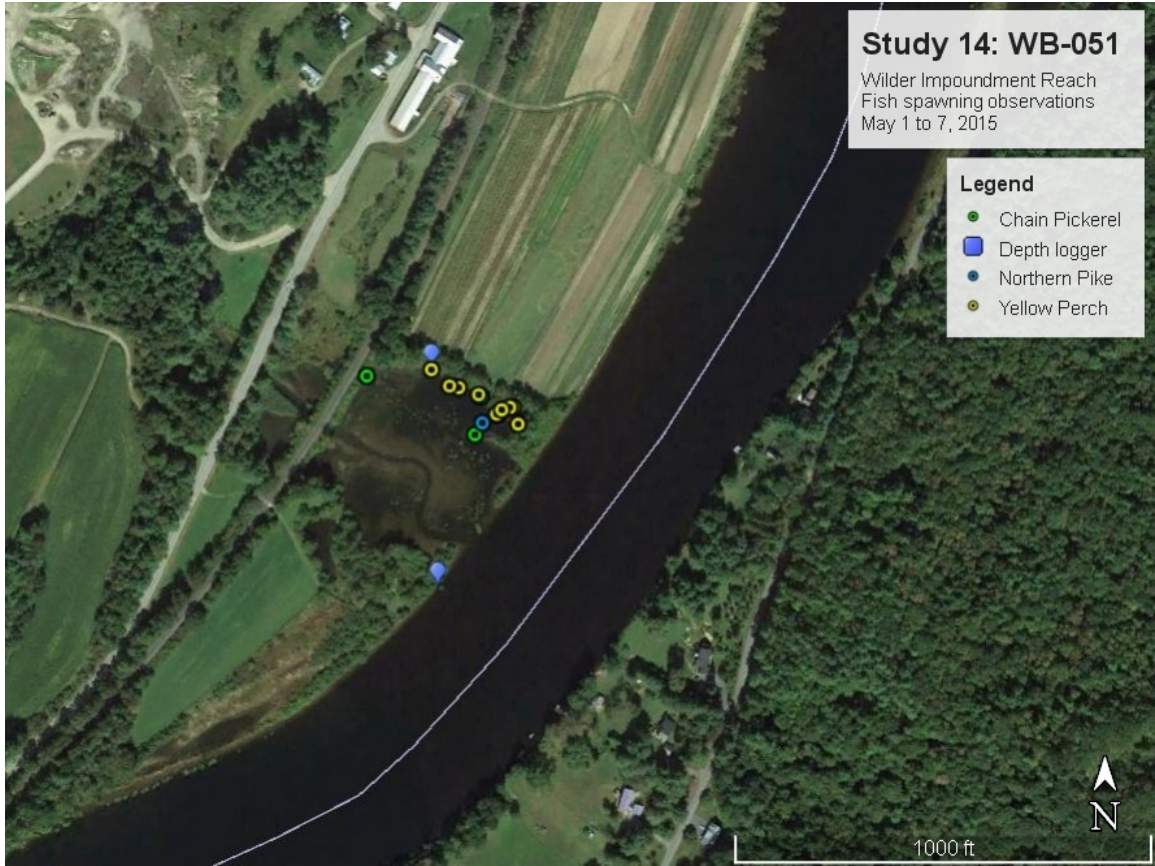 Study 14: WB-051
Wilder Impoundment Reach
Fish spawning observations
May 1 to 7, 2015
Legend
Chain Pickerel
Depth logger
Northern Pike
Yellow Perch
N
1000 ft